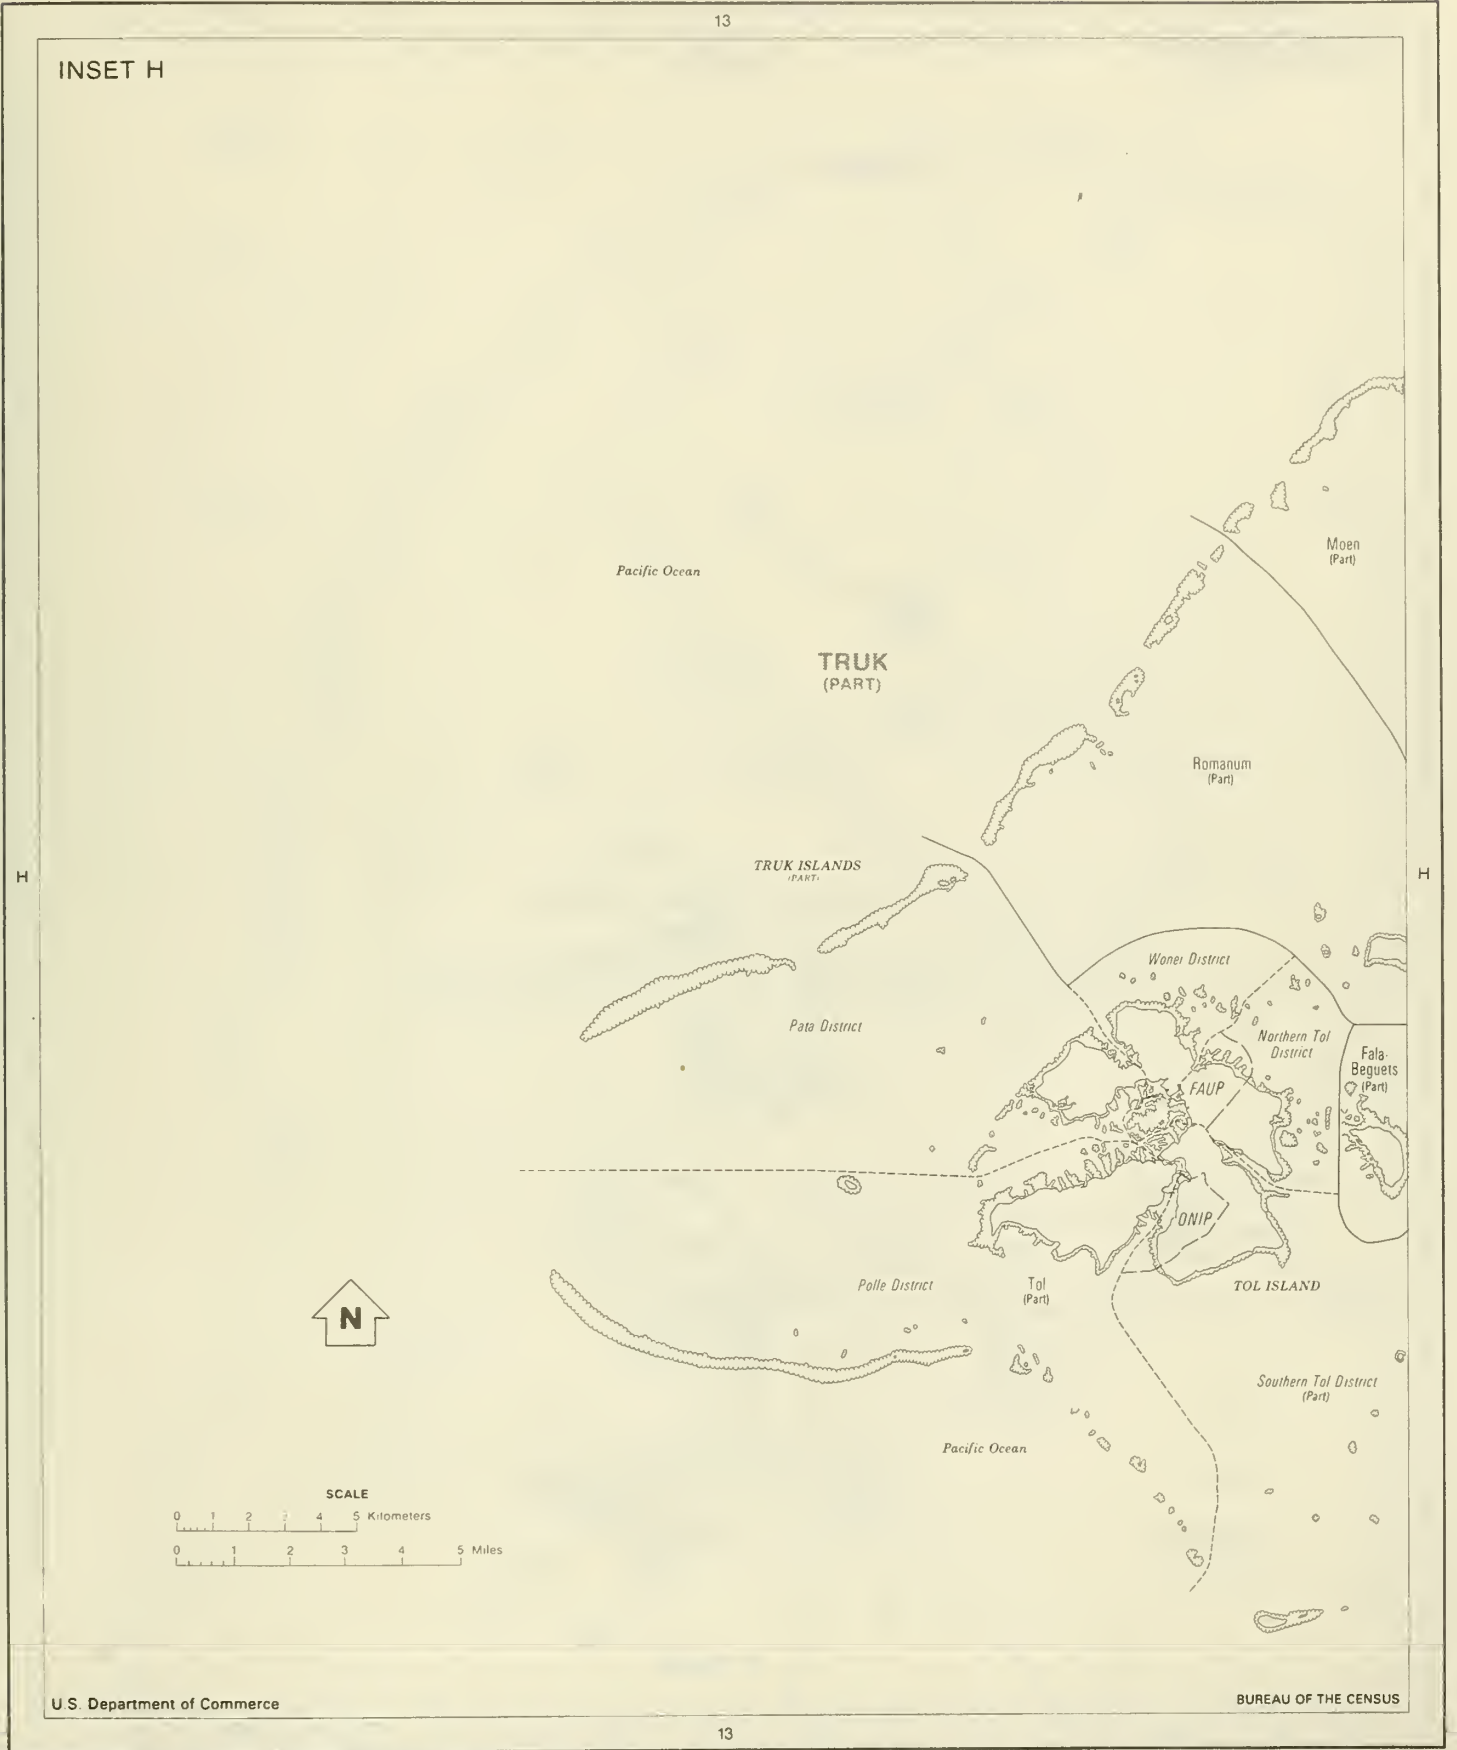 13
INSET H
Moen
(Part)
Pacific Ocean
TRUK
(PART)
Romanum
(Part)
TRUK ISLANDS
(PART)
H
H
Wonei District
Pata District
Northern Tol
District
Fala-
Beguets
(Part)
FAUP
ONIP
Polle District
Tol
(Part)
TOL ISLAND
N
Southern Tol District
(Part)
Pacific Ocean
SCALE
0 1 2 3 4 5 Kilometers
0 1 2 3 4 5 Miles
U.S. Department of Commerce
BUREAU OF THE CENSUS
13